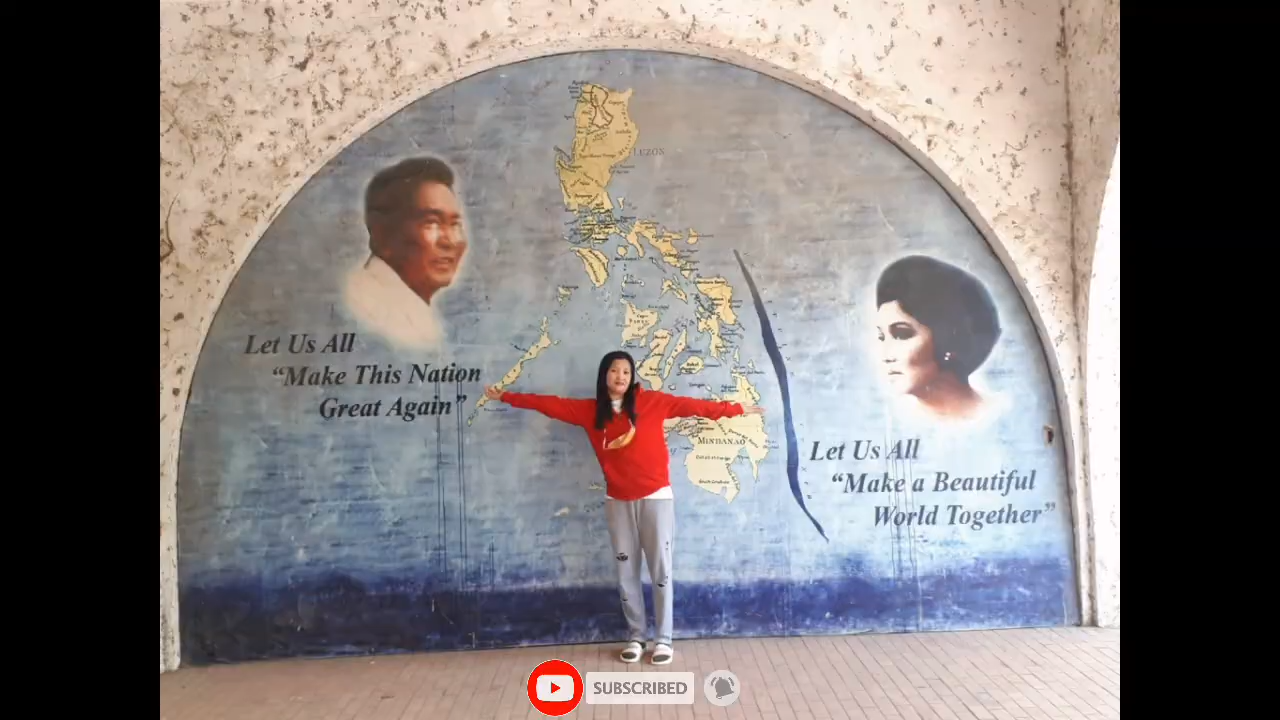 LUZON
Let Us All
“Make This Nation
Great Again”
MINDANAO
Let Us All
“Make a Beautiful
World Together”
SUBSCRIBED